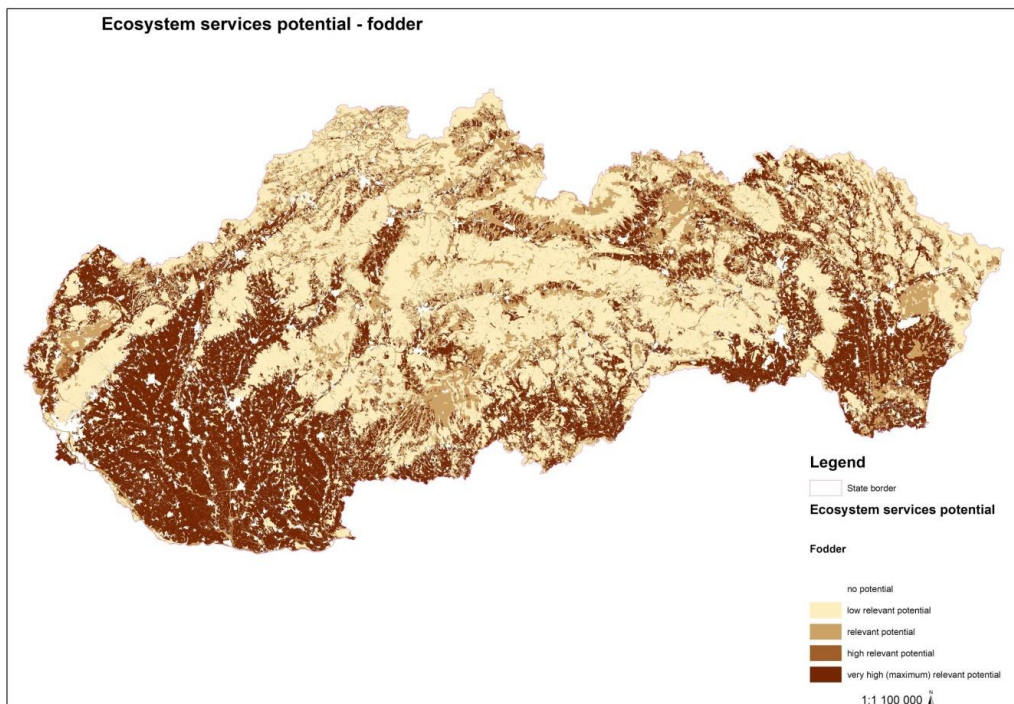 Ecosystem services potential - fodder
Legend
State border
Ecosystem services potential
Fodder
no potential
low relevant potential
relevant potential
high relevant potential
very high (maximum) relevant potential
1:1 100 000
N